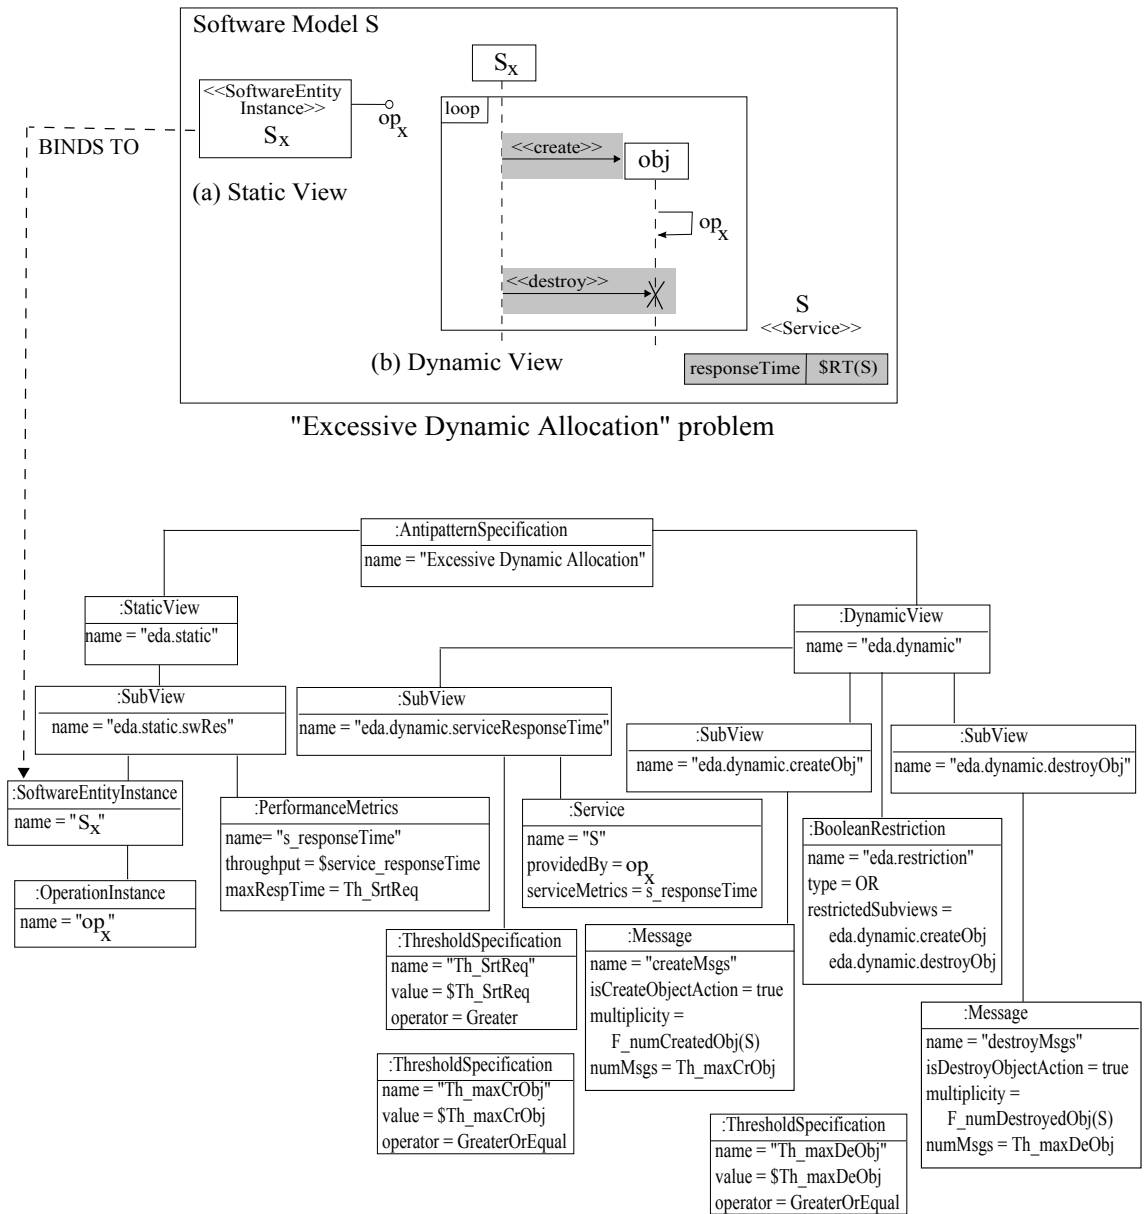 Software Model S
<<SoftwareEntity
Instance>>
Sx
opx
BINDS TO
(a) Static View
Sx
loop
<<create>>
obj
opx
<<destroy>>
(b) Dynamic View
S
<<Service>>
responseTime $RT(S)
"Excessive Dynamic Allocation" problem
:AntipatternSpecification
name = "Excessive Dynamic Allocation"
:StaticView
name = "eda.static"
:DynamicView
name = "eda.dynamic"
:SubView
name = "eda.static.swRes"
:SubView
name = "eda.dynamic.serviceResponseTime"
:SubView
name = "eda.dynamic.createObj"
:SubView
name = "eda.dynamic.destroyObj"
:SoftwareEntityInstance
name = "Sx"
:PerformanceMetrics
name= "s_responseTime"
throughput = $service_responseTime
maxRespTime = Th_SrtReq
:Service
name = "S"
providedBy = opx
serviceMetrics = s_responseTime
:BooleanRestriction
name = "eda.restriction"
type = OR
restrictedSubviews =
eda.dynamic.createObj
eda.dynamic.destroyObj
:OperationInstance
name = "opx"
:ThresholdSpecification
name = "Th_SrtReq"
value = $Th_SrtReq
operator = Greater
:Message
name = "createMsgs"
isCreateObjectAction = true
multiplicity =
F_numCreatedObj(S)
numMsgs = Th_maxCrObj
:ThresholdSpecification
name = "Th_maxCrObj"
value = $Th_maxCrObj
operator = GreaterOrEqual
:Message
name = "destroyMsgs"
isDestroyObjectAction = true
multiplicity =
F_numDestroyedObj(S)
numMsgs = Th_maxDeObj
:ThresholdSpecification
name = "Th_maxDeObj"
value = $Th_maxDeObj
operator = GreaterOrEqual